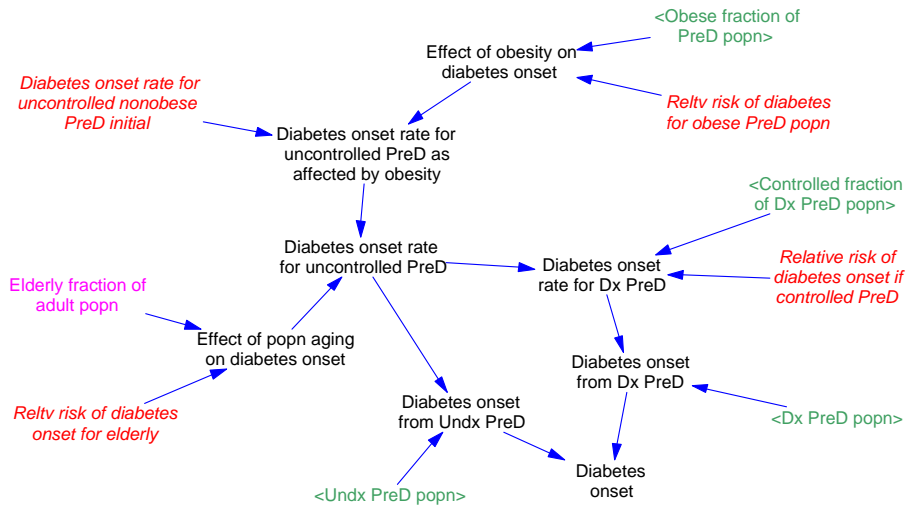 <Obese fraction of
PreD popn>
Effect of obesity on
diabetes onset
Diabetes onset rate for
uncontrolled nonobese
PreD initial
Reltv risk of diabetes
for obese PreD popn
Diabetes onset rate for
uncontrolled PreD as
affected by obesity
<Controlled fraction
of Dx PreD popn>
Diabetes onset rate
for uncontrolled PreD
Diabetes onset
rate for Dx PreD
Relative risk of
diabetes onset if
controlled PreD
Elderly fraction of
adult popn
Effect of popn aging
on diabetes onset
Diabetes onset
from Dx PreD
Reltv risk of diabetes
onset for elderly
Diabetes onset
from Undx PreD
<Dx PreD popn>
Diabetes
onset
<Undx PreD popn>